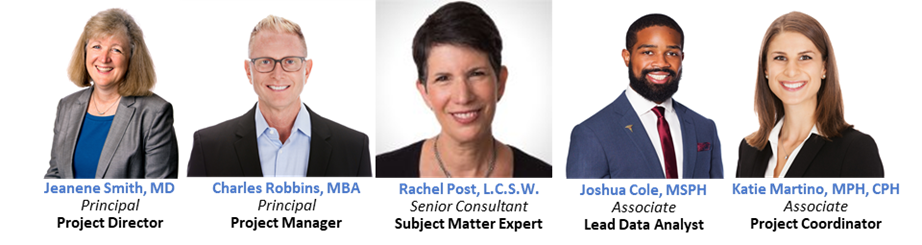 Jeanene Smith, MD
Principal
Project Director
Charles Robbins, MBA
Principal
Project Manager
Rachel Post, L.C.S.W.
Senior Consultant
Subject Matter Expert
Joshua Cole, MSPH
Associate
Lead Data Analyst
Katie Martino, MPH, CPH
Associate
Project Coordinator